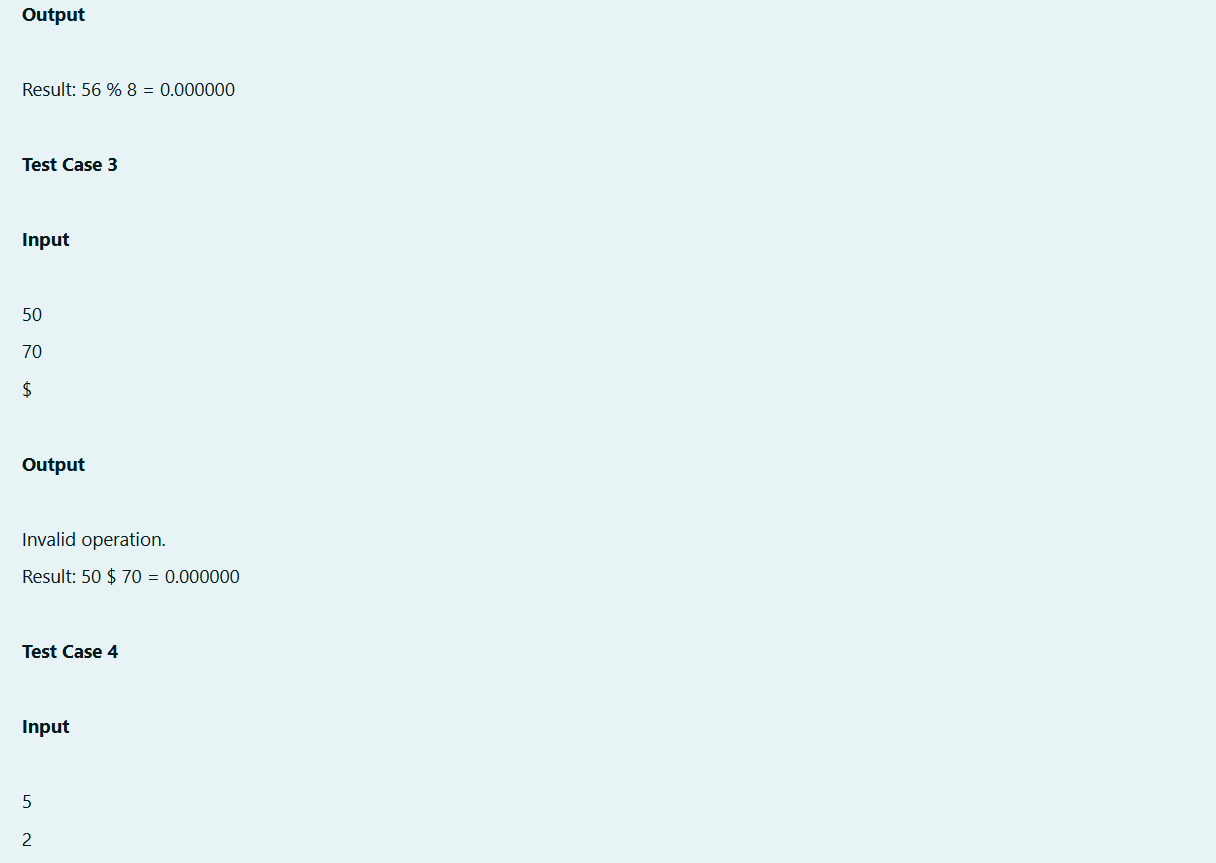 Output
Result: 56 % 8 = 0.000000
Test Case 3
Input
50
70
$
Output
Invalid operation.
Result: 50 $ 70 = 0.000000
Test Case 4
Input
5
2